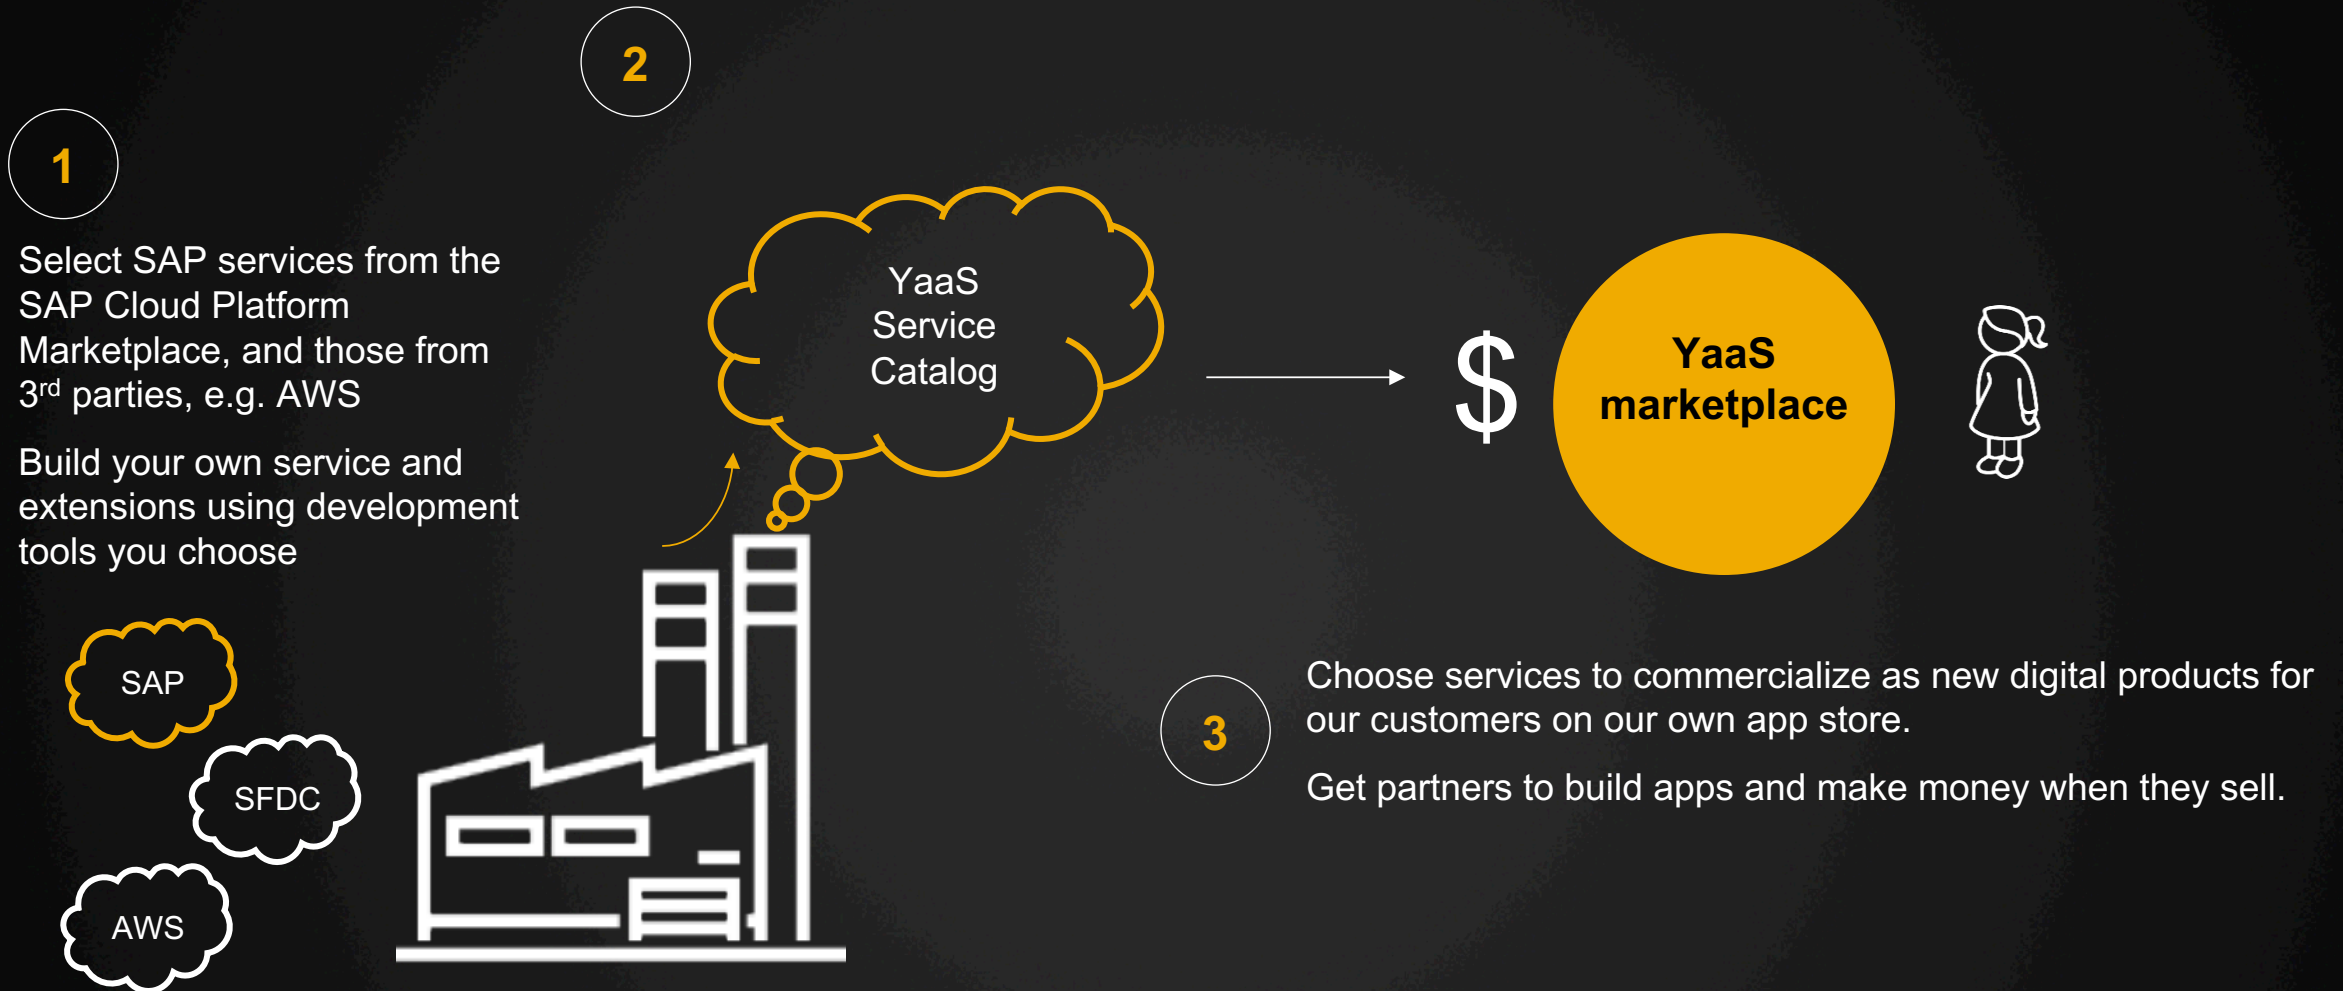 1
Select SAP services from the
SAP Cloud Platform
Marketplace, and those from
3rd parties, e.g. AWS
Build your own service and
extensions using development
tools you choose
SAP
SFDC
AWS
2
YaaS
Service
Catalog
$
YaaS
marketplace
3
Choose services to commercialize as new digital products for
our customers on our own app store.
Get partners to build apps and make money when they sell.